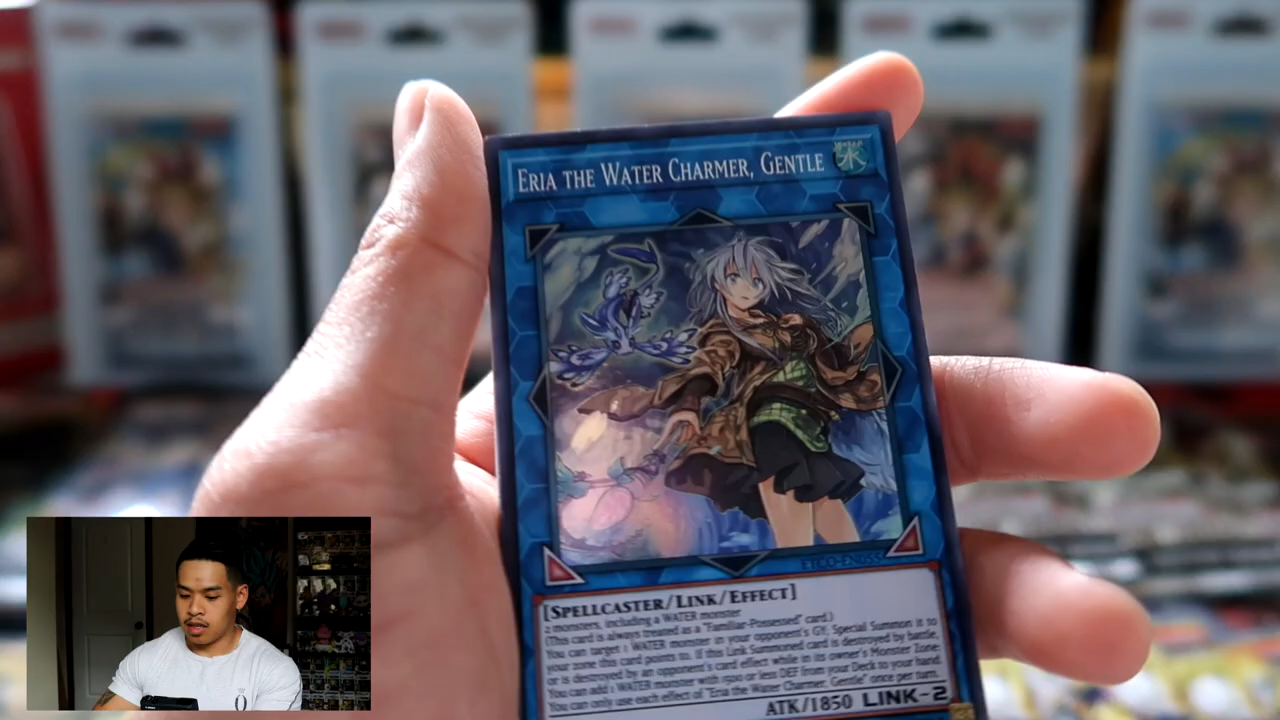 ERIA THE WATER CHARMER, GENTLE
水
ETCO-EN055
[SPELLCASTER/LINK/EFFECT]
2 monsters, including a WATER monster
(This card is always treated as a "Familiar-Possessed" card.)
You can target 1 WATER monster in your opponent's GY; Special Summon it to
your zone this card points to. If this Link Summoned card is destroyed by battle,
or is destroyed by an opponent's card effect while in its owner's Monster Zone:
You can add 1 WATER monster with 1500 or less DEF from your Deck to your hand.
You can only use each effect of "Eria the Water Charmer, Gentle" once per turn.
ATK/1850 LINK-2